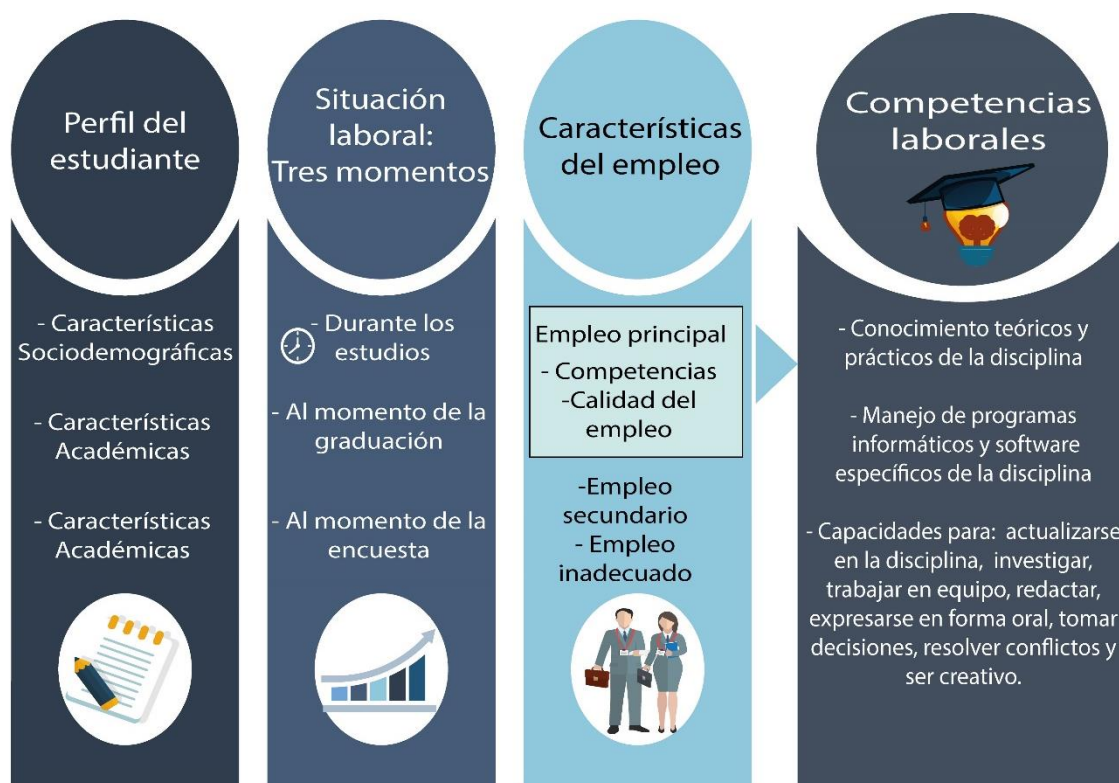 Perfil del
estudiante
- Características
Sociodemográficas
- Características
Académicas
- Características
Académicas
Situación
laboral:
Tres momentos
- Durante los
estudios
- Al momento de la
graduación
- Al momento de la
encuesta
Características
del empleo
Empleo principal
- Competencias
-Calidad del
empleo
-Empleo
secundario
- Empleo
inadecuado
Competencias
laborales
- Conocimiento teóricos y
prácticos de la disciplina
- Manejo de programas
informáticos y software
específicos de la disciplina
- Capacidades para: actualizarse
en la disciplina, investigar,
trabajar en equipo, redactar,
expresarse en forma oral, tomar
decisiones, resolver conflictos y
ser creativo.